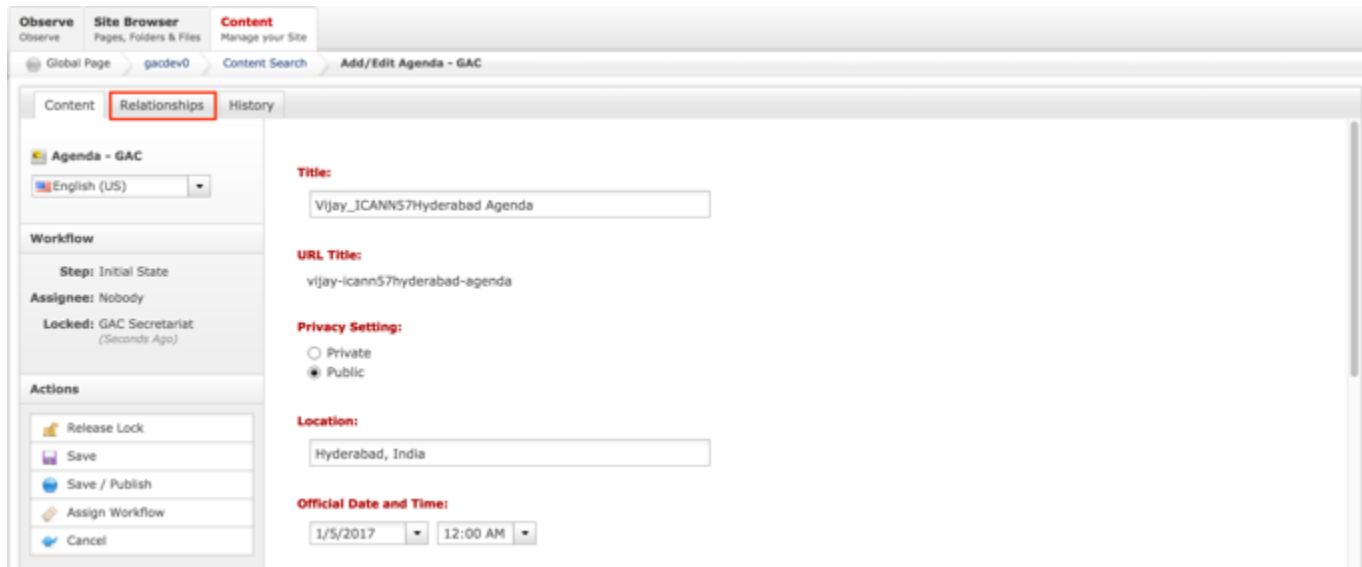 Observe Site Browser Content
Observe Pages, Folders & Files Manage your Site
Global Page gacdev0 Content Search Add/Edit Agenda - GAC
Content Relationships History
Agenda - GAC
English (US)
Workflow
Step: Initial State
Assignee: Nobody
Locked: GAC Secretariat
(Seconds Ago)
Actions
Release Lock
Save
Save / Publish
Assign Workflow
Cancel
Title:
Vijay_ICANN57Hyderabad Agenda
URL Title:
vijay-icann57hyderabad-agenda
Privacy Setting:
Private
Public
Location:
Hyderabad, India
Official Date and Time:
1/5/2017 12:00 AM